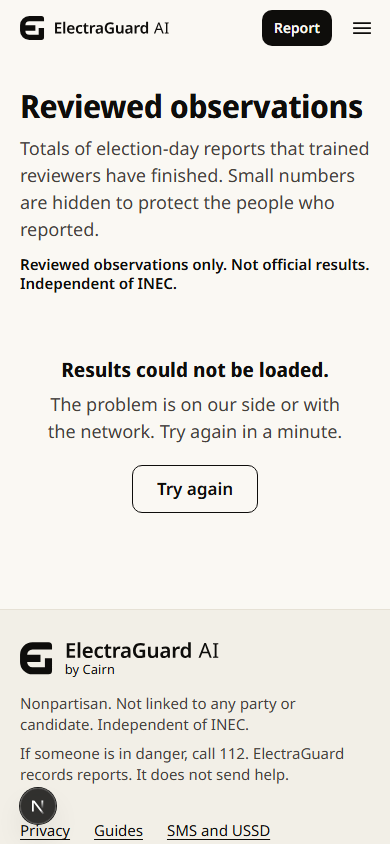 ElectraGuard AI
Report
Reviewed observations
Totals of election-day reports that trained
reviewers have finished. Small numbers
are hidden to protect the people who
reported.
Reviewed observations only. Not official results.
Independent of INEC.
Results could not be loaded.
The problem is on our side or with
the network. Try again in a minute.
Try again
ElectraGuard AI
by Cairn
Nonpartisan. Not linked to any party or
candidate. Independent of INEC.
If someone is in danger, call 112. ElectraGuard
records reports. It does not send help.
N
Privacy Guides SMS and USSD